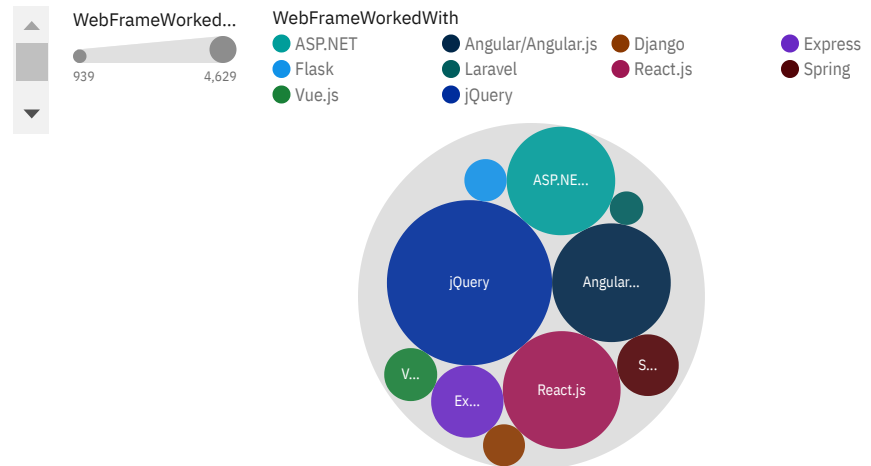 WebFrameWorked...
939 4,629
WebFrameWorkedWith
ASP.NET Angular/Angular.js Django Express
Flask Laravel React.js Spring
Vue.js jQuery
ASP.NE...
jQuery
Angular...
S...
V...
React.js
Ex...